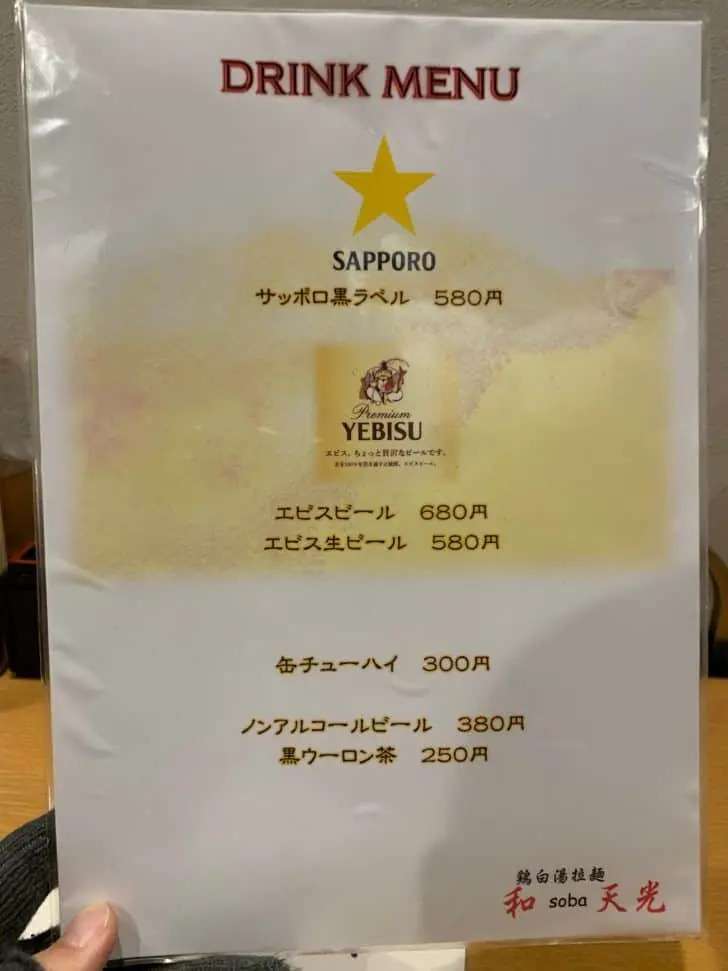 DRINK MENU
SAPPORO
サッポロ黒ラベル 580円
Premium
YEBISU
ヱビス。ちょっと贅沢なビールです。
エビスビール 680円
エビス生ビール 580円
缶チューハイ 300円
ノンアルコールビール 380円
黒ウーロン茶 250円
鶏白湯拉麺
和 soba 天光